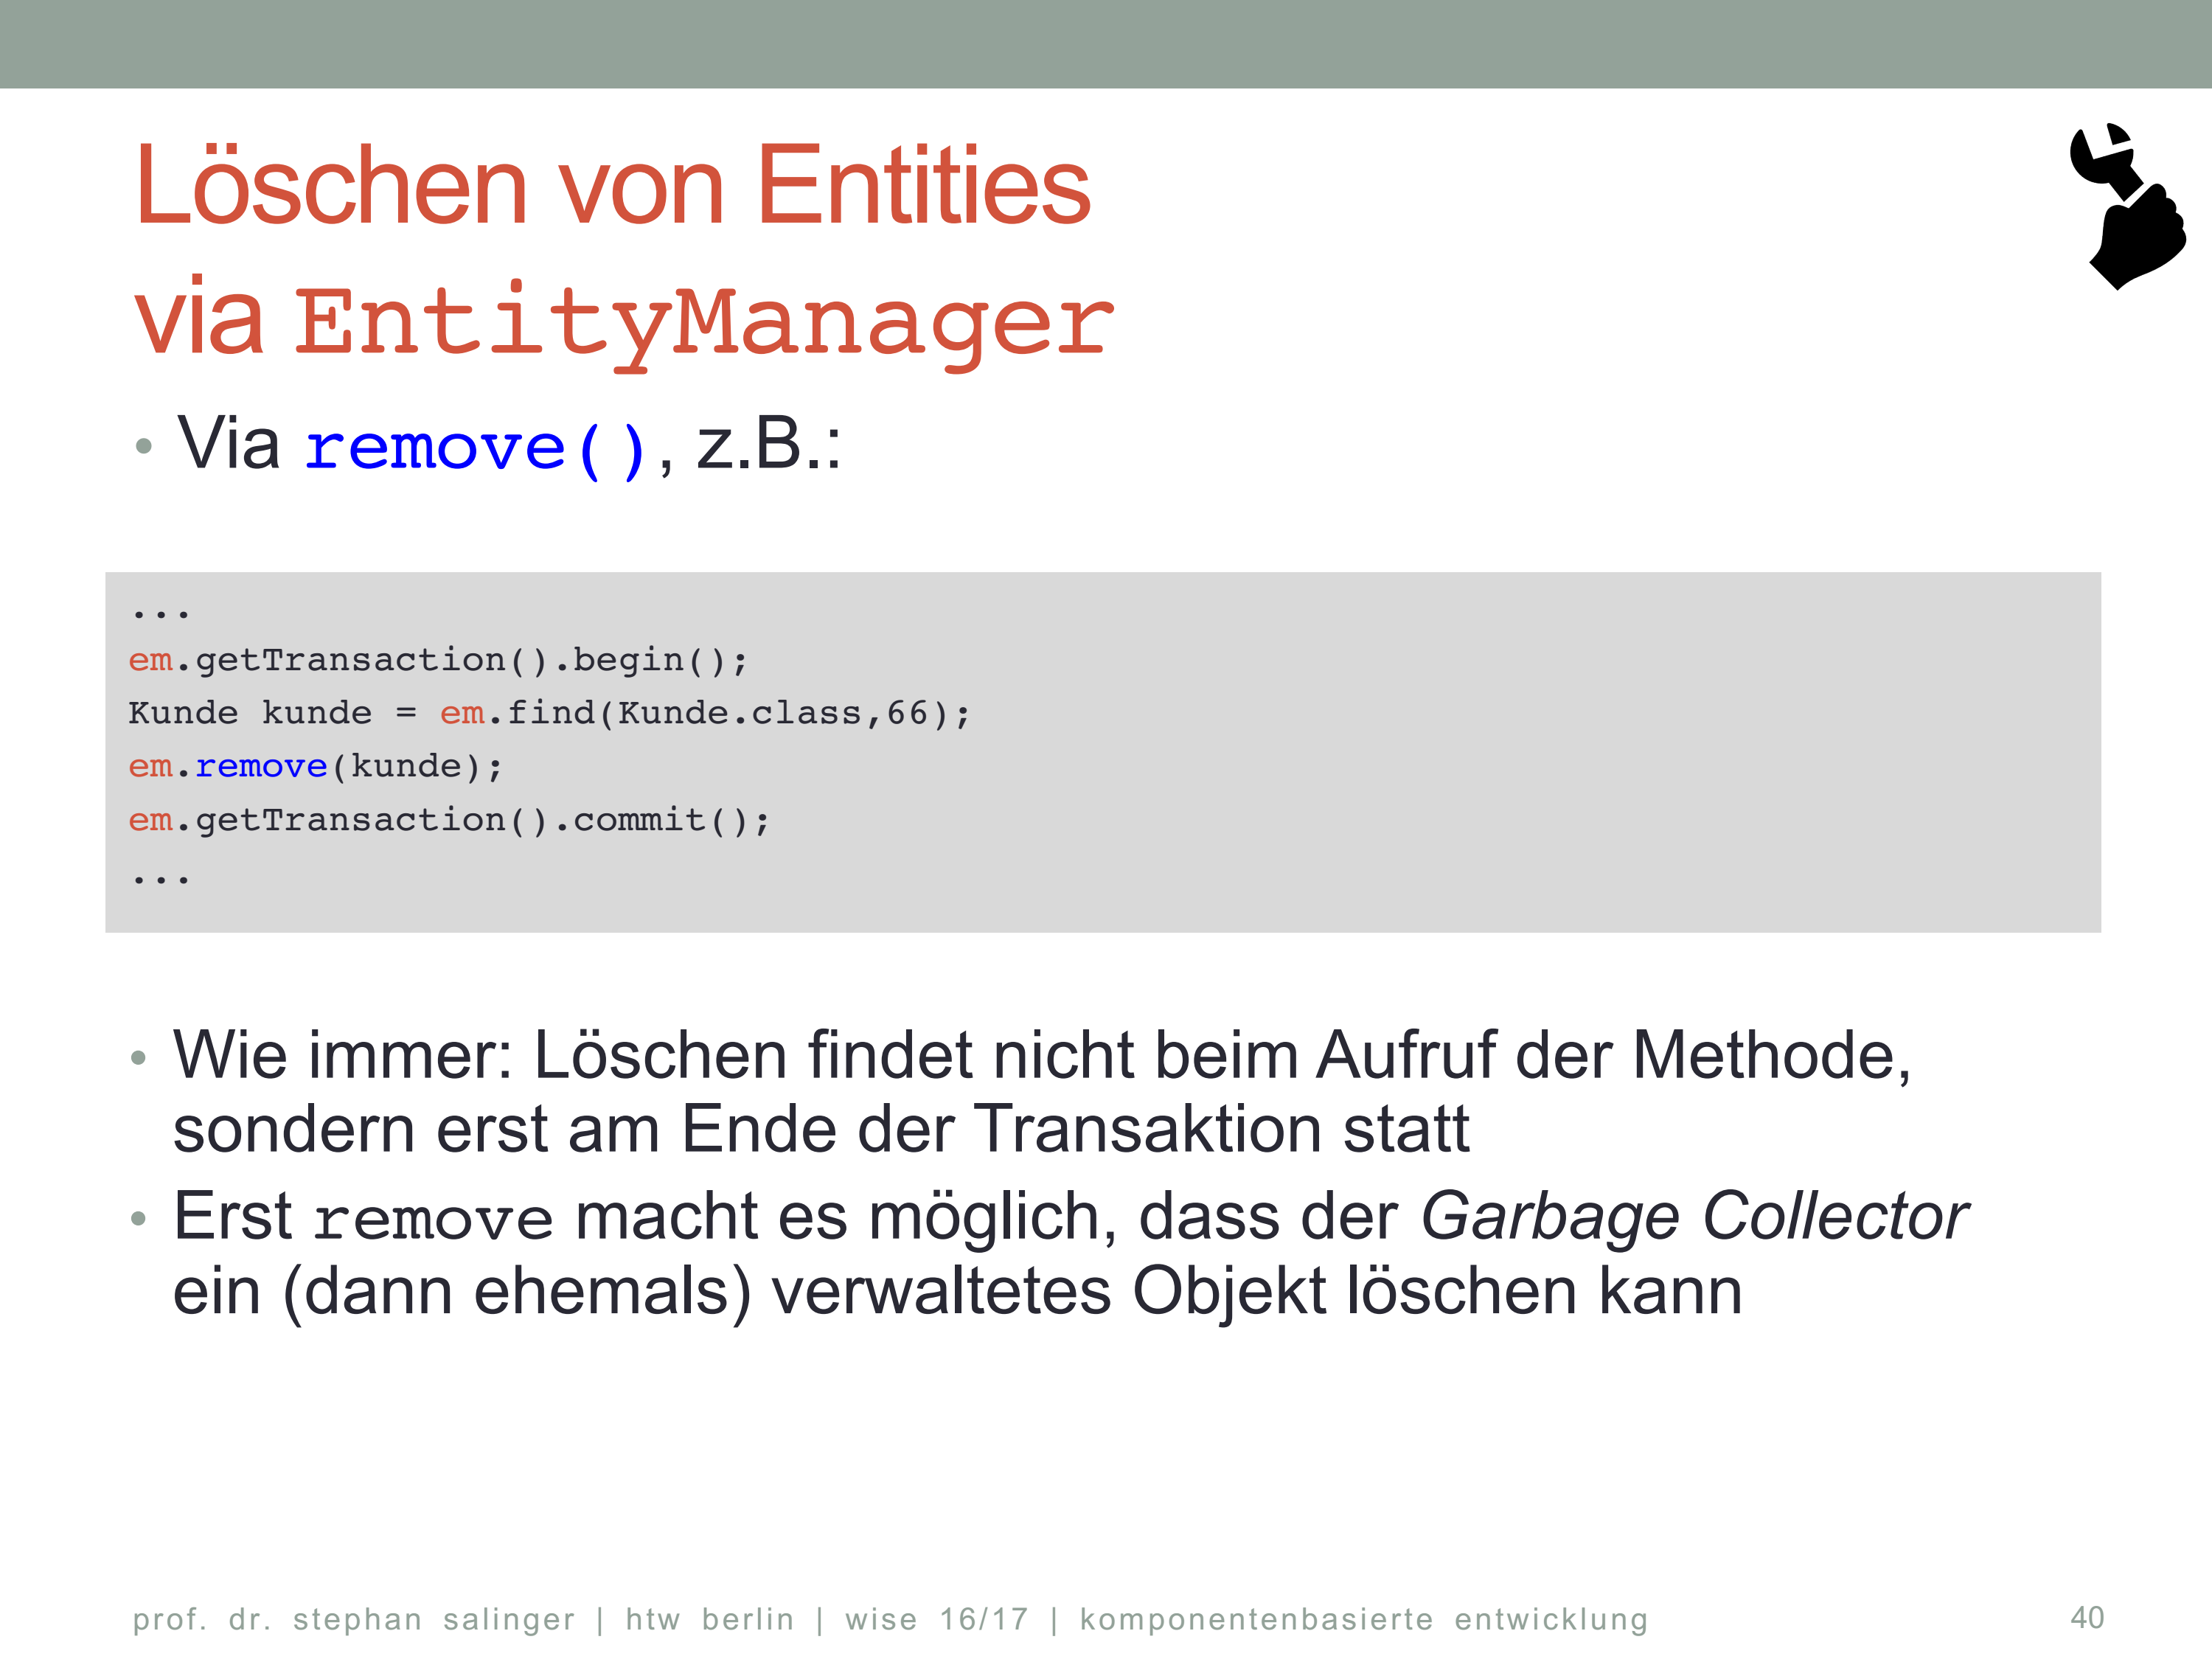 Löschen von Entities
via EntityManager
• Via remove(), z.B.:
...
em.getTransaction().begin();
Kunde kunde = em.find(Kunde.class,66);
em.remove(kunde);
em.getTransaction().commit();
...
• Wie immer: Löschen findet nicht beim Aufruf der Methode,
sondern erst am Ende der Transaktion statt
• Erst remove macht es möglich, dass der Garbage Collector
ein (dann ehemals) verwaltetes Objekt löschen kann
prof. dr. stephan salinger | htw berlin | wise 16/17 | komponentenbasierte entwicklung 40